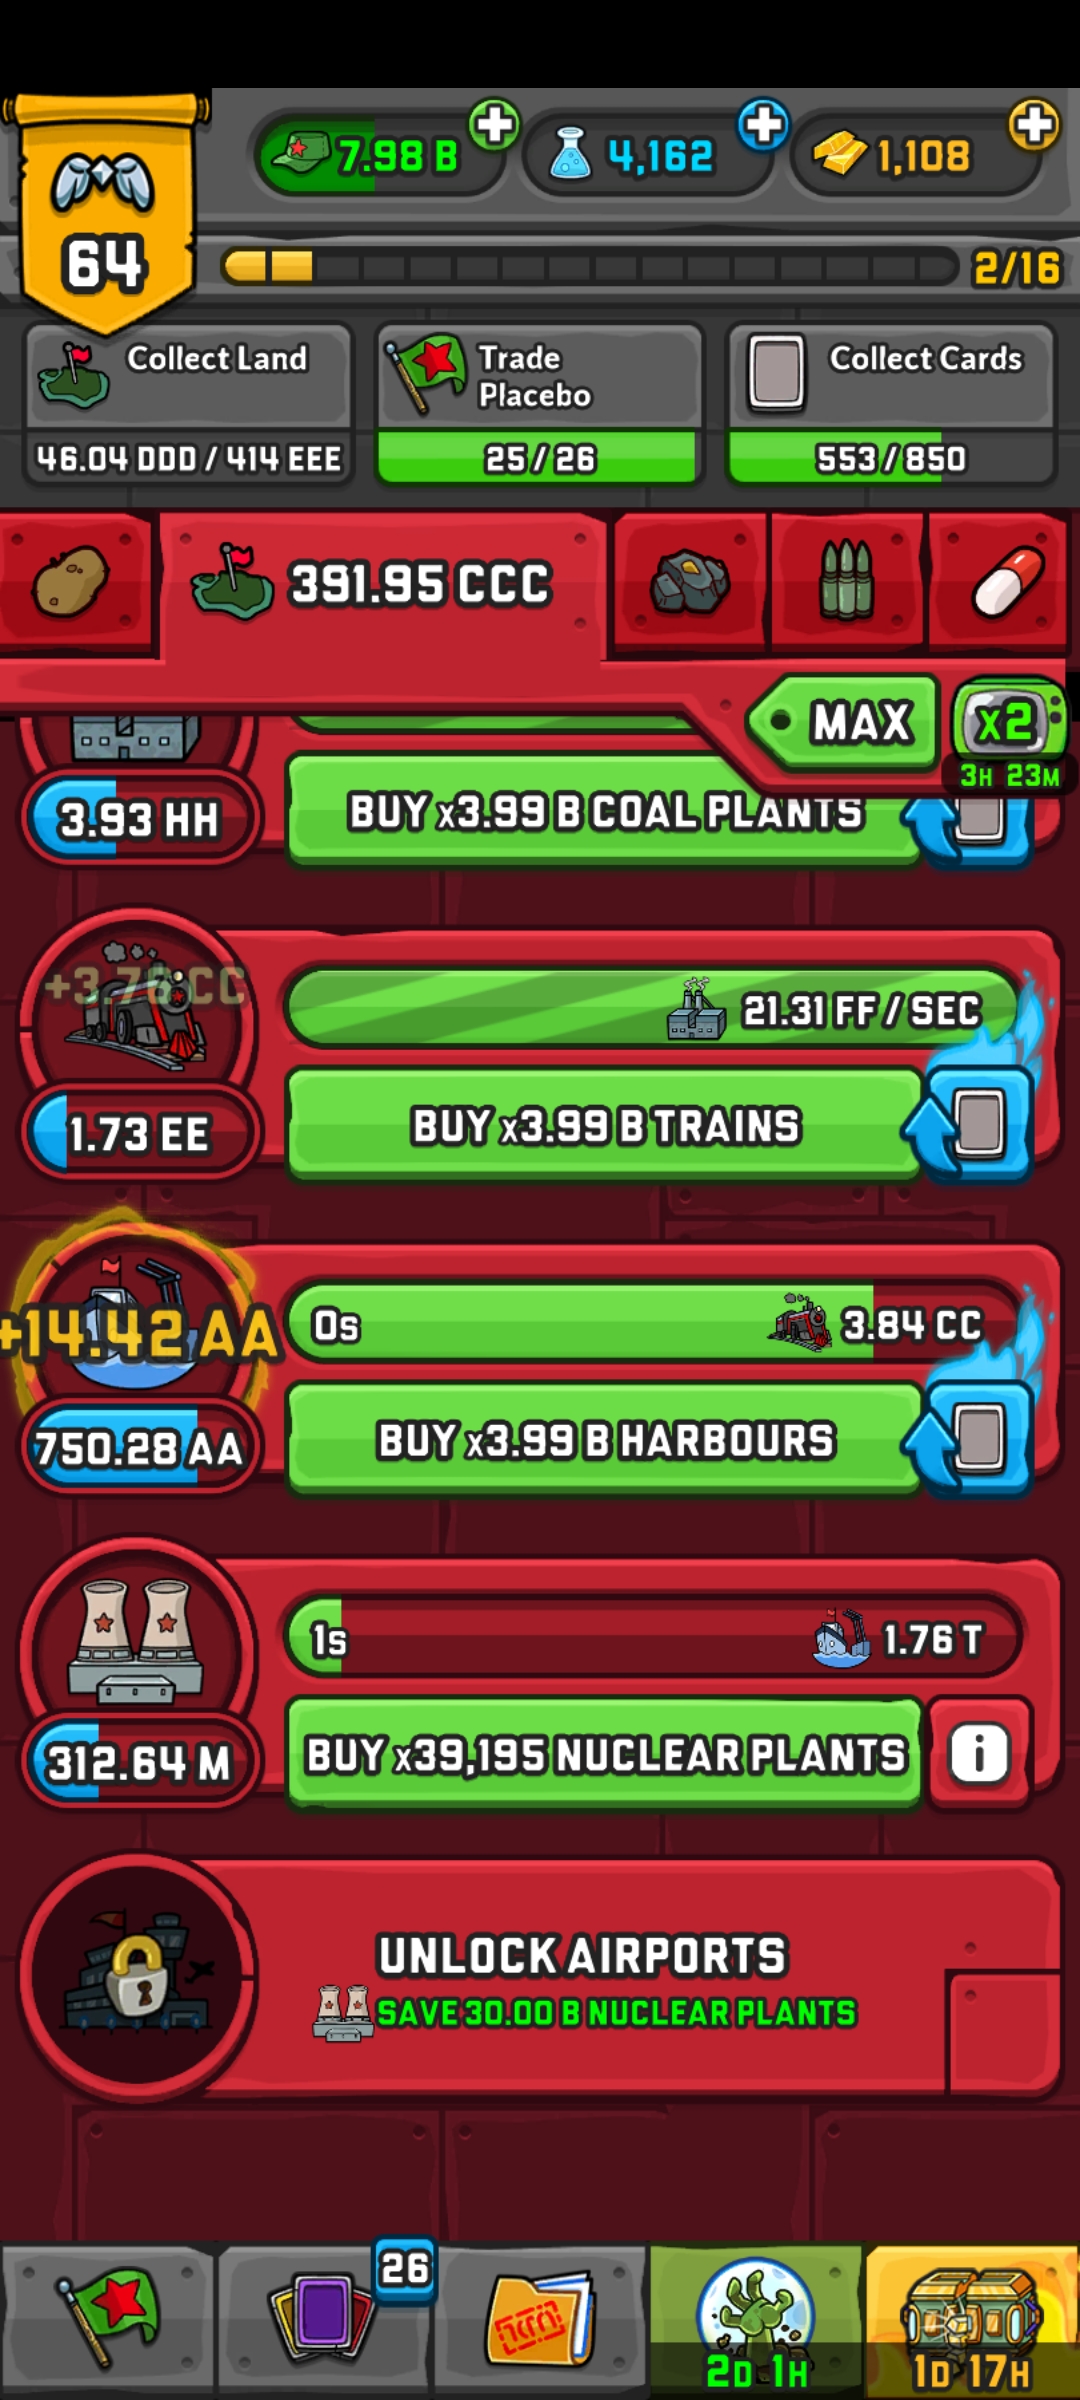 7.98 B
4,162
1,108
64
2/16
Collect Land
46.04 DDD / 414 EEE
Trade
Placebo
25 / 26
Collect Cards
553 / 850
391.95 CCC
MAX
x2
3H 23M
3.93 HH
BUY x3.99 B COAL PLANTS
+3.76 CC
21.31 FF / SEC
1.73 EE
BUY x3.99 B TRAINS
+14.42 AA
0s
3.84 CC
750.28 AA
BUY x3.99 B HARBOURS
1s
1.76 T
312.64 M
BUY x39,195 NUCLEAR PLANTS
i
UNLOCK AIRPORTS
SAVE 30.00 B NUCLEAR PLANTS
26
2D 1H
1D 17H